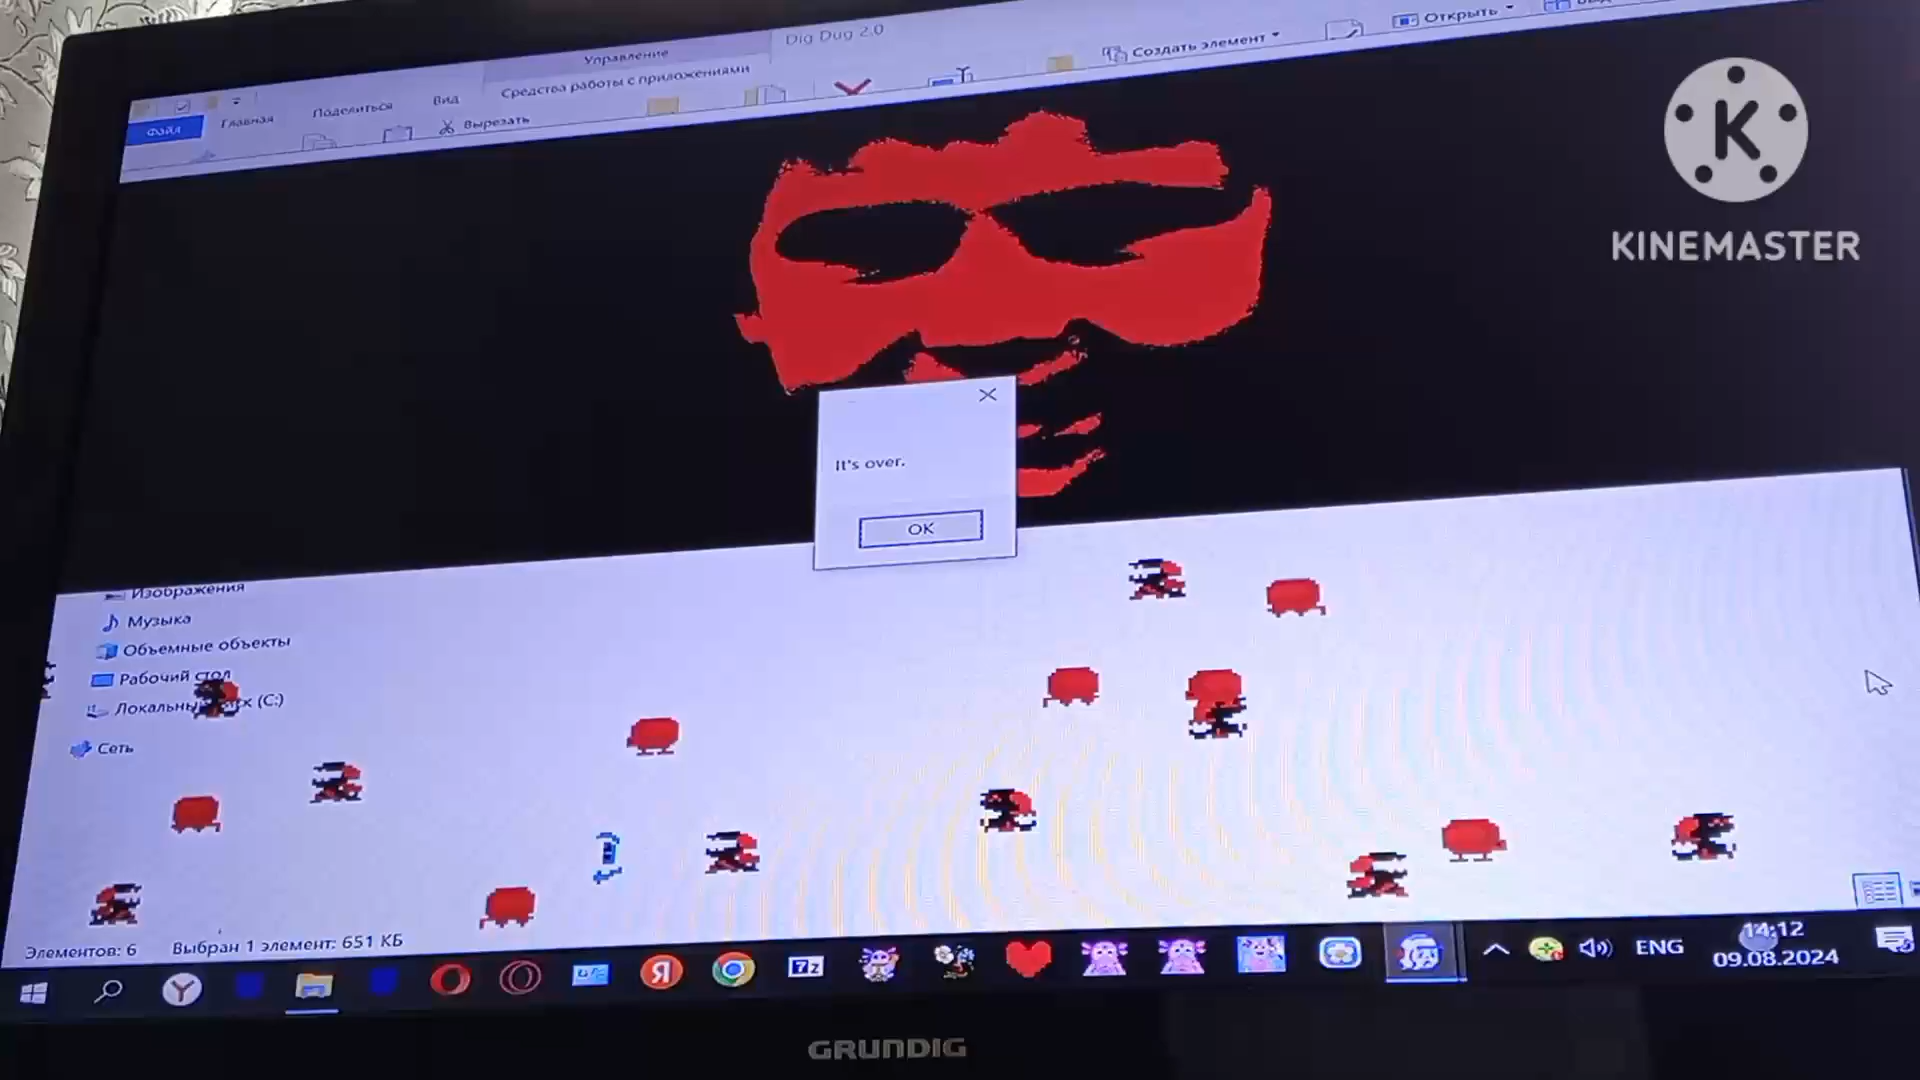 Dig Dug 2.0
Управление
Открыть
Создать элемент
Средства работы с приложениями
Файл
Главная
Поделиться
Вид
Вырезать
K
KINEMASTER
It's over.
OK
Изображения
Музыка
Объемные объекты
Рабочий стол
(C:)
Сеть
Элементов: 6
Выбран 1 элемент: 651 КБ
Y
Я
7z
ENG
14:12
09.08.2024
GRUNDIG